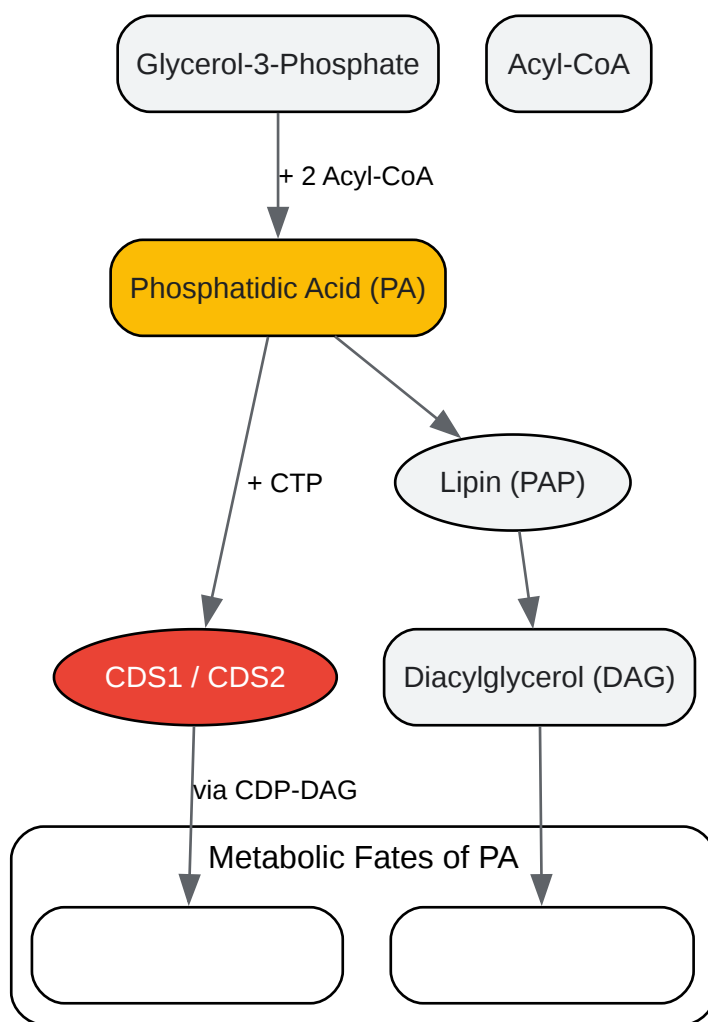 Glycerol-3-Phosphate
Acyl-CoA
+ 2 Acyl-CoA
Phosphatidic Acid (PA)
Lipin (PAP)
+ CTP
CDS1 / CDS2
Diacylglycerol (DAG)
via CDP-DAG
Metabolic Fates of PA